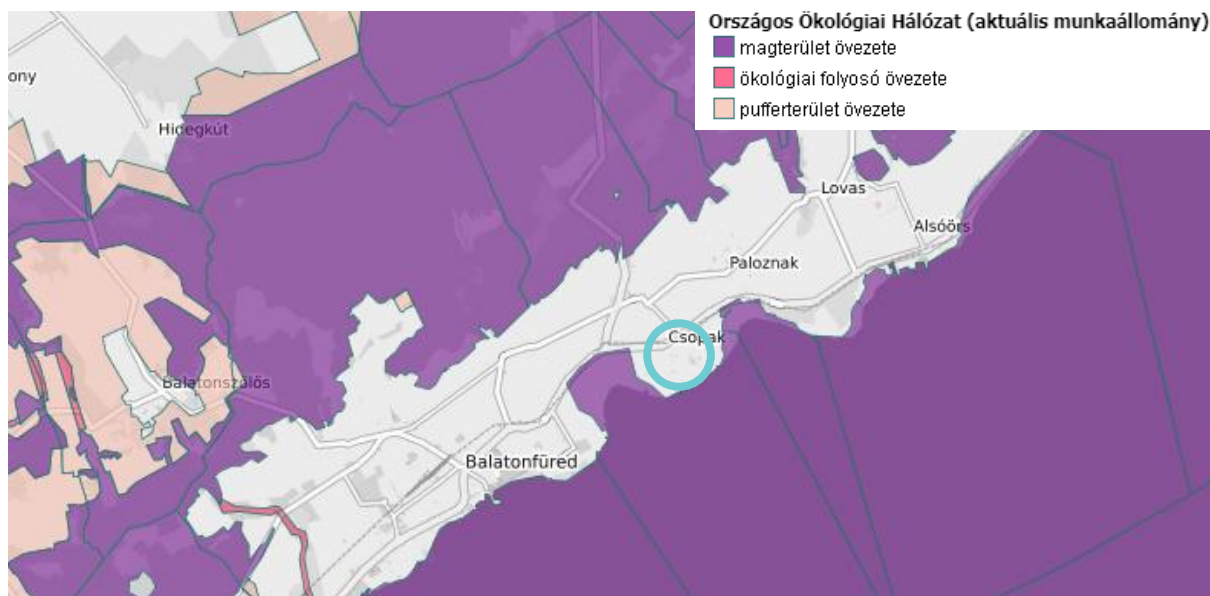 Országos Ökológiai Hálózat (aktuális munkaállomány)
magterület övezete
ökológiai folyosó övezete
pufferterület övezete
ony
Hidegkút
Lovas
Alsóörs
Paloznak
Csopak
Balatonszőlős
Balatonfüred